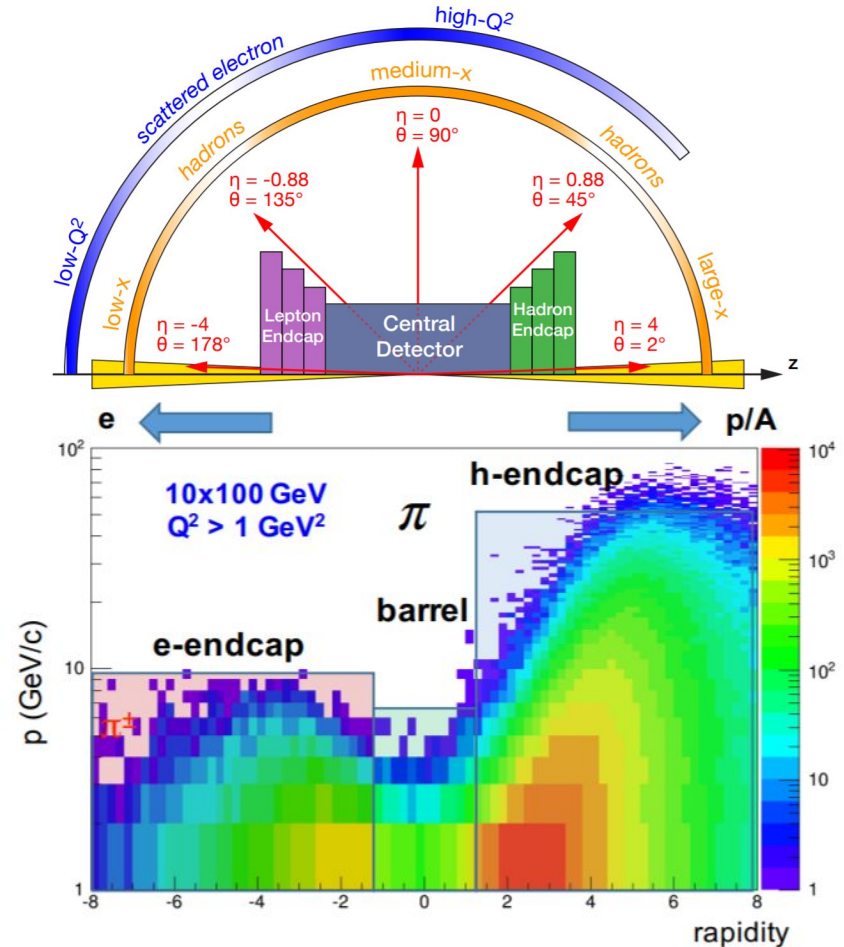 high-Q²
scattered electron
medium-x
η = 0
θ = 90°
hadrons
hadrons
η = -0.88
θ = 135°
η = 0.88
θ = 45°
low-Q²
low-x
large-x
Lepton
Endcap
Central
Detector
Hadron
Endcap
η = -4
θ = 178°
η = 4
θ = 2°
z
e
p/A
10²
10⁴
h-endcap
10x100 GeV
Q² > 1 GeV²
π
10³
barrel
e-endcap
10
10²
π±
p (GeV/c)
10
1
1
-8 -6 -4 -2 0 2 4 6 8
rapidity